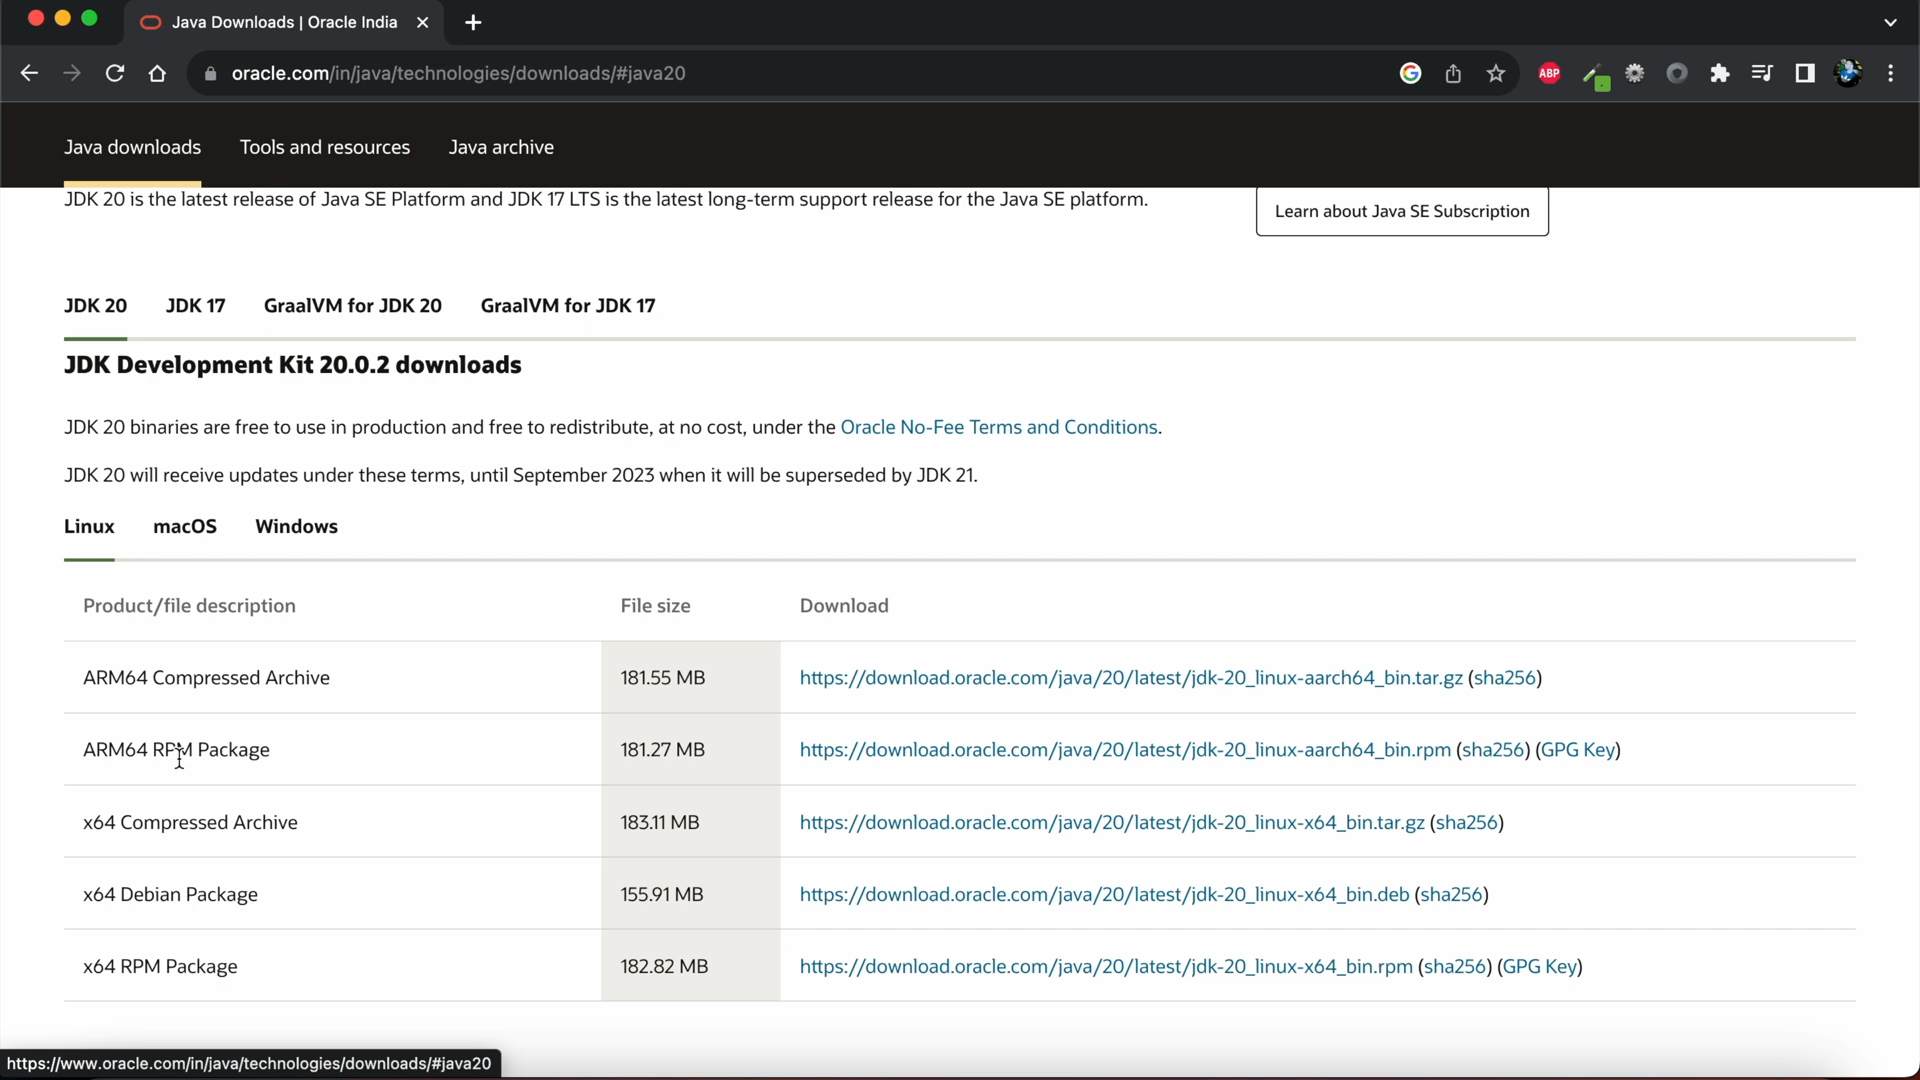 Java Downloads | Oracle India
oracle.com/in/java/technologies/downloads/#java20
ABP
Java downloads Tools and resources Java archive
JDK 20 is the latest release of Java SE Platform and JDK 17 LTS is the latest long-term support release for the Java SE platform.
Learn about Java SE Subscription
JDK 20 JDK 17 GraalVM for JDK 20 GraalVM for JDK 17
JDK Development Kit 20.0.2 downloads
JDK 20 binaries are free to use in production and free to redistribute, at no cost, under the Oracle No-Fee Terms and Conditions.
JDK 20 will receive updates under these terms, until September 2023 when it will be superseded by JDK 21.
Linux macOS Windows
Product/file description File size Download
ARM64 Compressed Archive 181.55 MB https://download.oracle.com/java/20/latest/jdk-20_linux-aarch64_bin.tar.gz (sha256)
ARM64 RPM Package 181.27 MB https://download.oracle.com/java/20/latest/jdk-20_linux-aarch64_bin.rpm (sha256) (GPG Key)
x64 Compressed Archive 183.11 MB https://download.oracle.com/java/20/latest/jdk-20_linux-x64_bin.tar.gz (sha256)
x64 Debian Package 155.91 MB https://download.oracle.com/java/20/latest/jdk-20_linux-x64_bin.deb (sha256)
x64 RPM Package 182.82 MB https://download.oracle.com/java/20/latest/jdk-20_linux-x64_bin.rpm (sha256) (GPG Key)
https://www.oracle.com/in/java/technologies/downloads/#java20